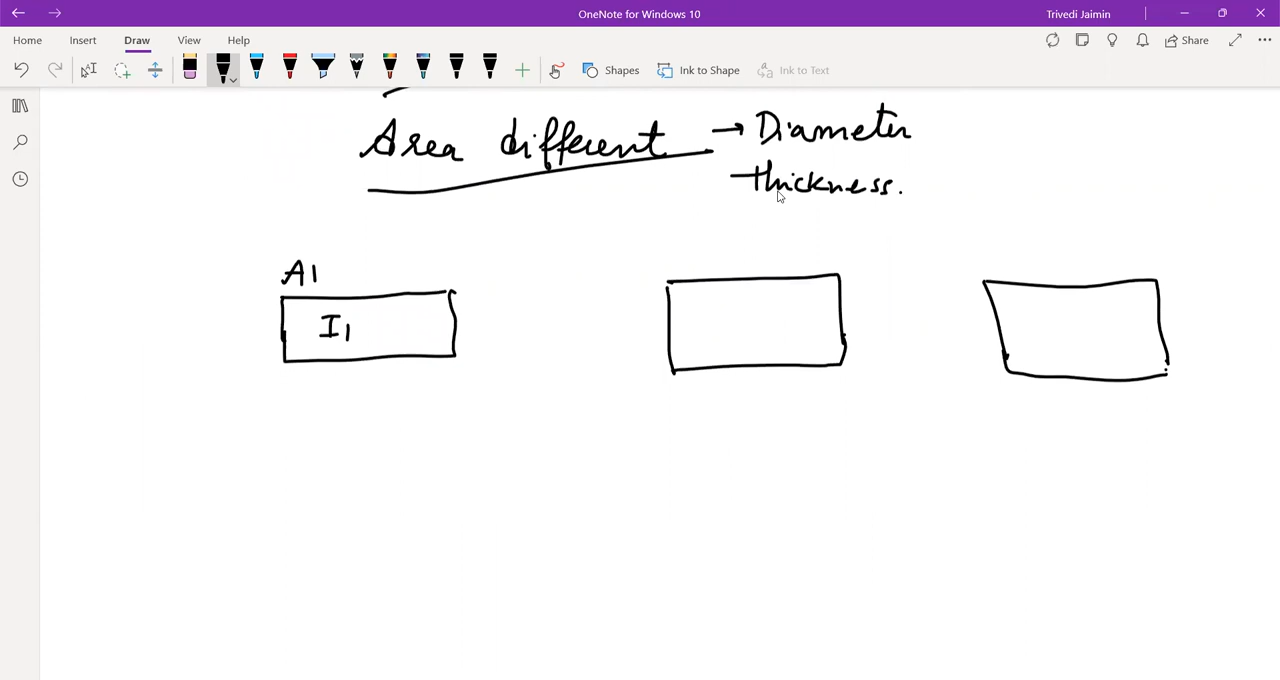 OneNote for Windows 10
Trivedi Jaimin
Home Insert Draw View Help
Share
Shapes Ink to Shape Ink to Text
Area different → Diameter
thickness.
A1
I1